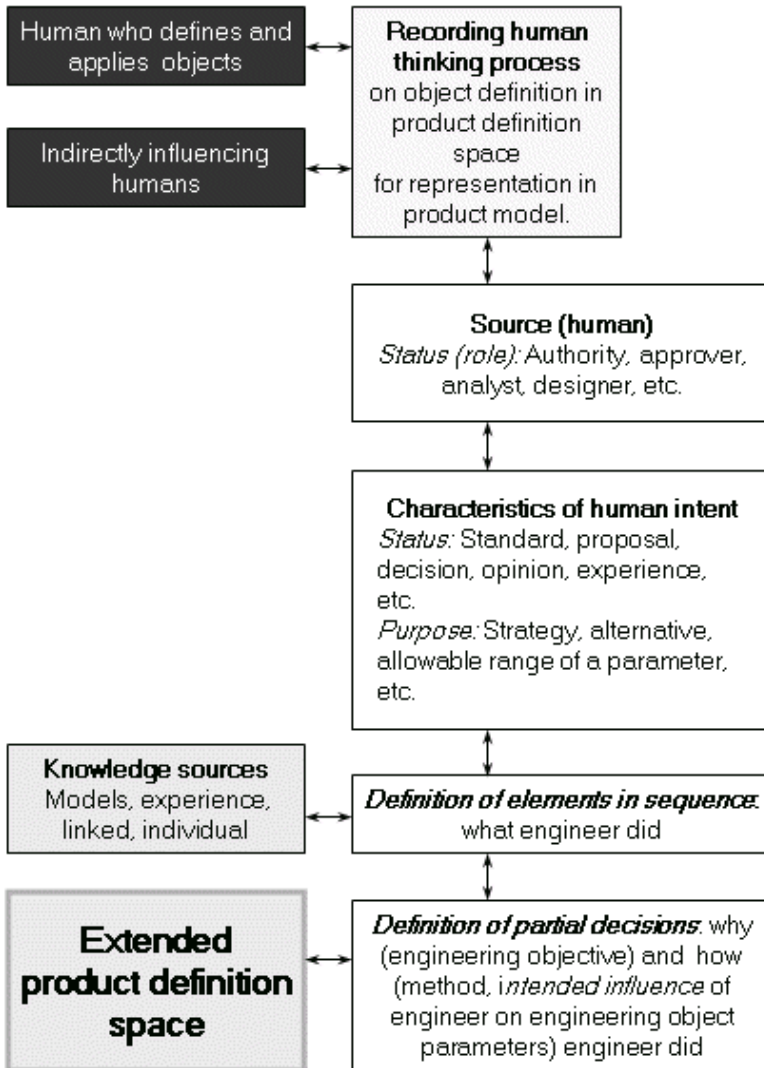 Human who defines and
applies objects
Indirectly influencing
humans
Recording human
thinking process
on object definition in
product definition
space
for representation in
product model.
Source (human)
Status (role): Authority, approver,
analyst, designer, etc.
Characteristics of human intent
Status: Standard, proposal,
decision, opinion, experience,
etc.
Purpose: Strategy, alternative,
allowable range of a parameter,
etc.
Knowledge sources
Models, experience,
linked, individual
Definition of elements in sequence:
what engineer did
Extended
product definition
space
Definition of partial decisions: why
(engineering objective) and how
(method, intended influence of
engineer on engineering object
parameters) engineer did